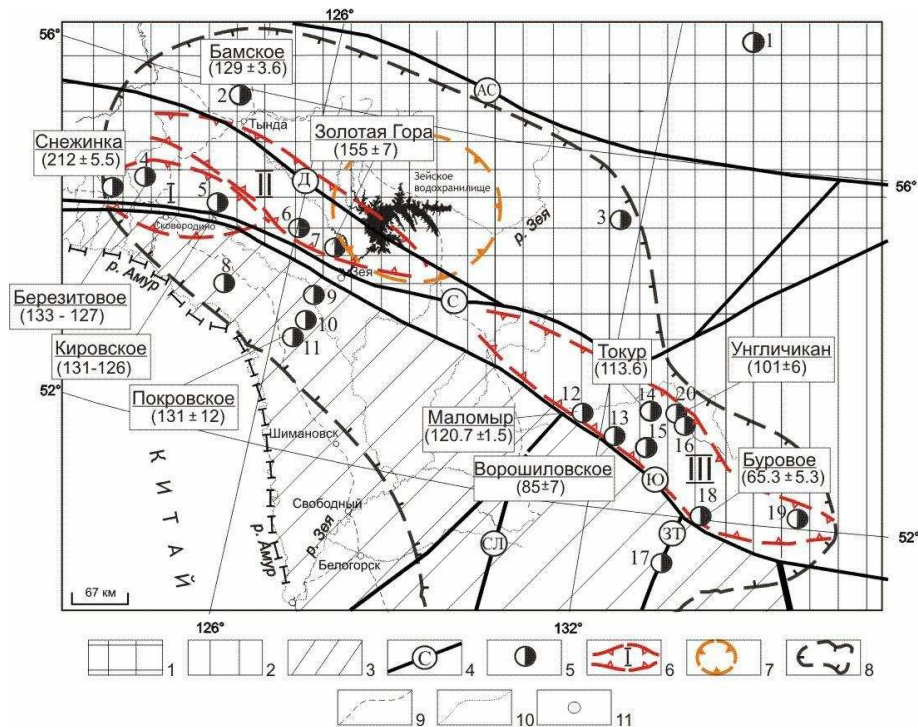 126°
56°
Бамское
(129 ± 3.6)
1
2
АС
Тында
Снежинка
(212 ± 5.5)
Золотая Гора
(155 ± 7)
4
I
5
II
Д
Зейское
водохранилище
56°
3
р. Зея
6
7
Сковородино
Зея
р. Амур
8
9
10
11
С
Березитовое
(133 - 127)
Кировское
(131-126)
Токур
(113.6)
Унгличикан
(101±6)
52°
Покровское
(131 ± 12)
12
14
20
Маломыр
(120.7 ±1.5)
13
15
16
Шимановск
Ворошиловское
(85±7)
III
Буровое
(65.3 ±5.3)
Ю
КИТАЙ
Свободный
р. Зея
18
19
СЛ
ЗТ
52°
р. Амур
Белогорск
17
67 км
126°
132°
1
2
3
С
4
5
I
6
7
8
9
10
11